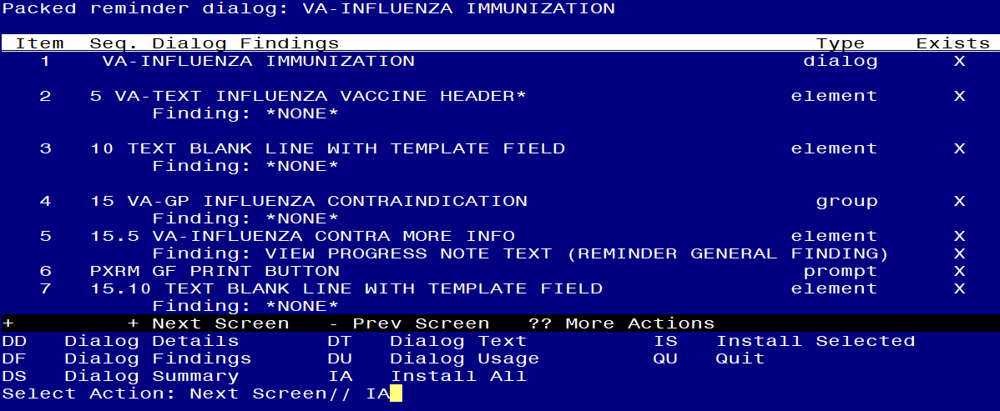 Packed reminder dialog: VA-INFLUENZA IMMUNIZATION
Item Seq. Dialog Findings Type Exists
1 VA-INFLUENZA IMMUNIZATION dialog X
2 5 VA-TEXT INFLUENZA VACCINE HEADER* element X
Finding: *NONE*
3 10 TEXT BLANK LINE WITH TEMPLATE FIELD element X
Finding: *NONE*
4 15 VA-GP INFLUENZA CONTRAINDICATION group X
Finding: *NONE*
5 15.5 VA-INFLUENZA CONTRA MORE INFO element X
Finding: VIEW PROGRESS NOTE TEXT (REMINDER GENERAL FINDING) X
6 PXRM GF PRINT BUTTON prompt X
7 15.10 TEXT BLANK LINE WITH TEMPLATE FIELD element X
Finding: *NONE*
+ + Next Screen - Prev Screen ?? More Actions
DD Dialog Details DT Dialog Text IS Install Selected
DF Dialog Findings DU Dialog Usage QU Quit
DS Dialog Summary IA Install All
Select Action: Next Screen// IA